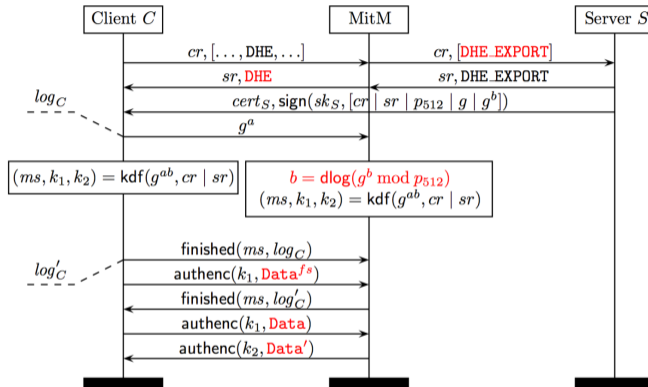 Client C MitM Server S
cr, [..., DHE, ...] cr, [DHE_EXPORT]
sr, DHE sr, DHE_EXPORT
log_C cert_S, sign(sk_S, [cr | sr | p_512 | g | g^b])
g^a
(ms, k_1, k_2) = kdf(g^{ab}, cr | sr) b = dlog(g^b mod p_512)
(ms, k_1, k_2) = kdf(g^{ab}, cr | sr)
finished(ms, log_C)
log'_C authenc(k_1, Data^{fs})
finished(ms, log'_C)
authenc(k_1, Data)
authenc(k_2, Data')